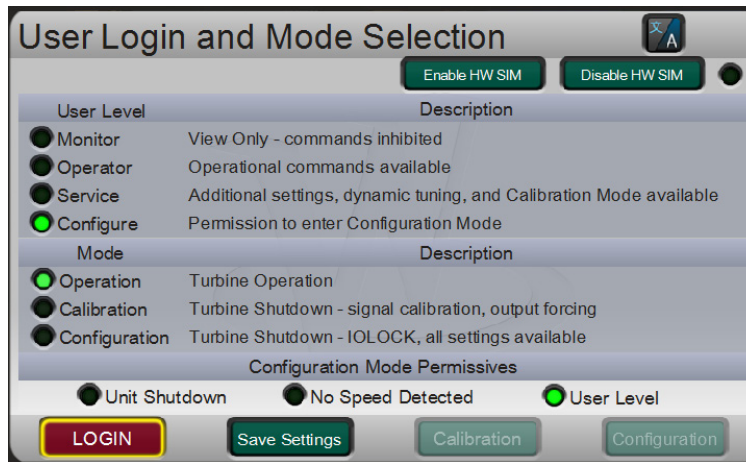 User Login and Mode Selection
文A
Enable HW SIM Disable HW SIM
User Level Description
Monitor View Only - commands inhibited
Operator Operational commands available
Service Additional settings, dynamic tuning, and Calibration Mode available
Configure Permission to enter Configuration Mode
Mode Description
Operation Turbine Operation
Calibration Turbine Shutdown - signal calibration, output forcing
Configuration Turbine Shutdown - IOLOCK, all settings available
Configuration Mode Permissives
Unit Shutdown No Speed Detected User Level
LOGIN Save Settings Calibration Configuration